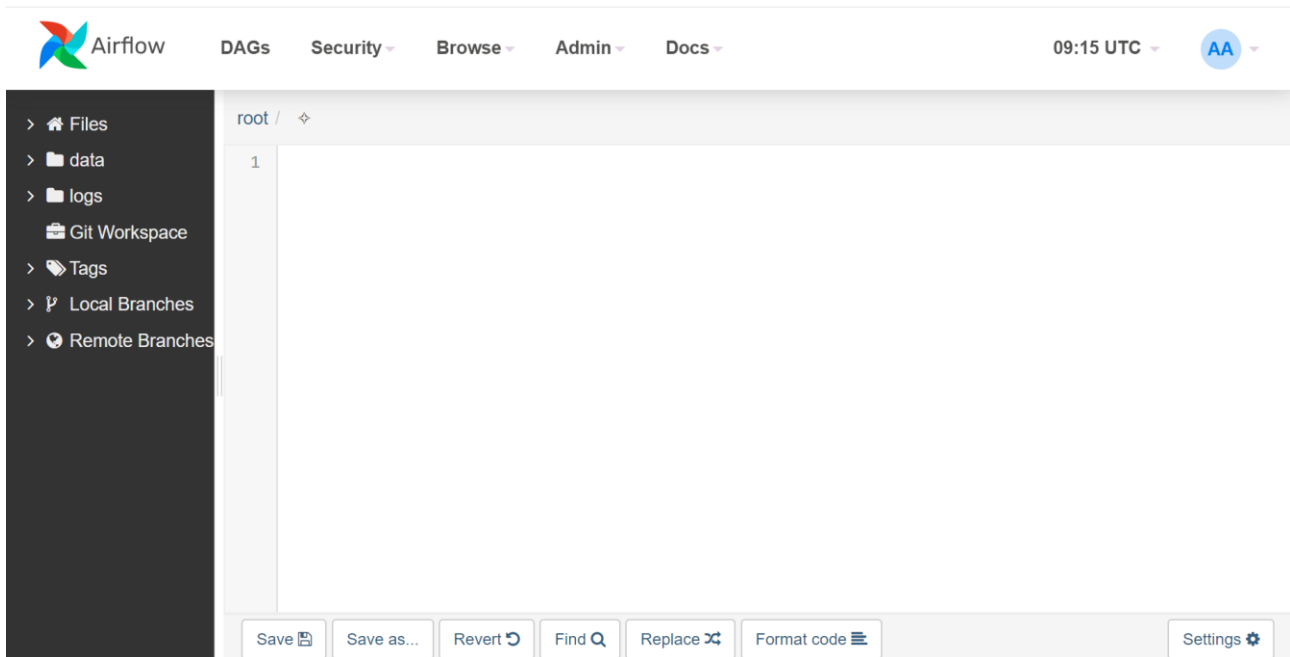 Airflow DAGs Security Browse Admin Docs 09:15 UTC AA
Files
data
logs
Git Workspace
Tags
Local Branches
Remote Branches
root /
1
Save Save as... Revert Find Replace Format code Settings